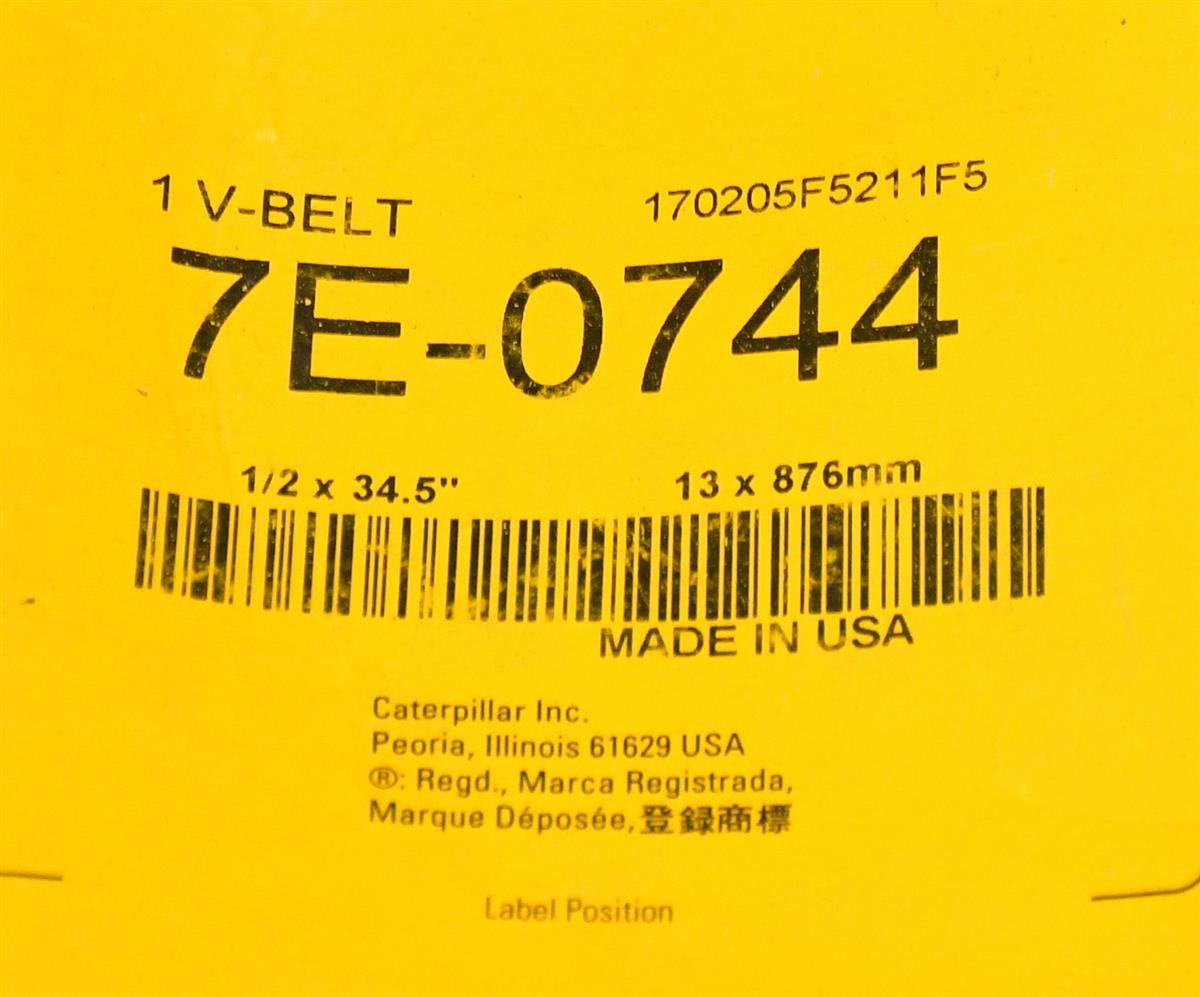 1 V-BELT 170205F5211F5
7E-0744
1/2 x 34.5" 13 x 876mm
MADE IN USA
Caterpillar Inc.
Peoria, Illinois 61629 USA
®: Regd., Marca Registrada,
Marque Déposée,登録商標
Label Position